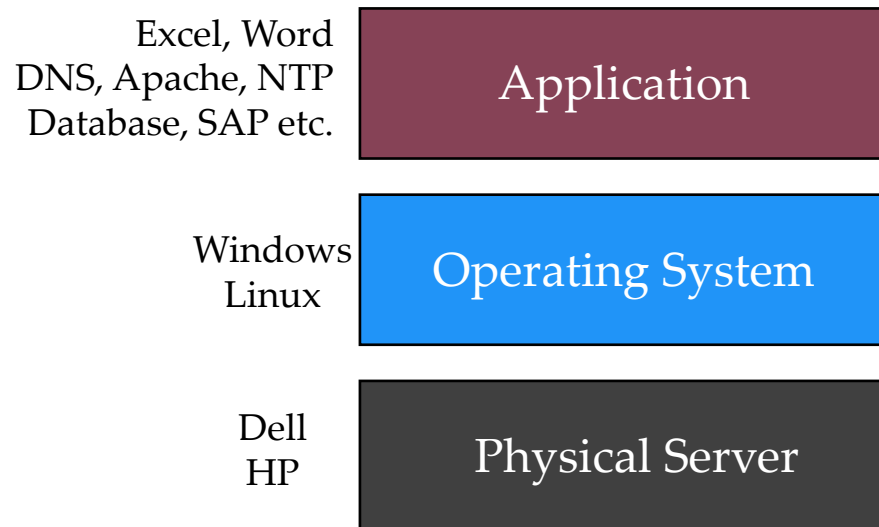 Excel, Word
DNS, Apache, NTP
Database, SAP etc.
Application
Windows
Linux
Operating System
Dell
HP
Physical Server